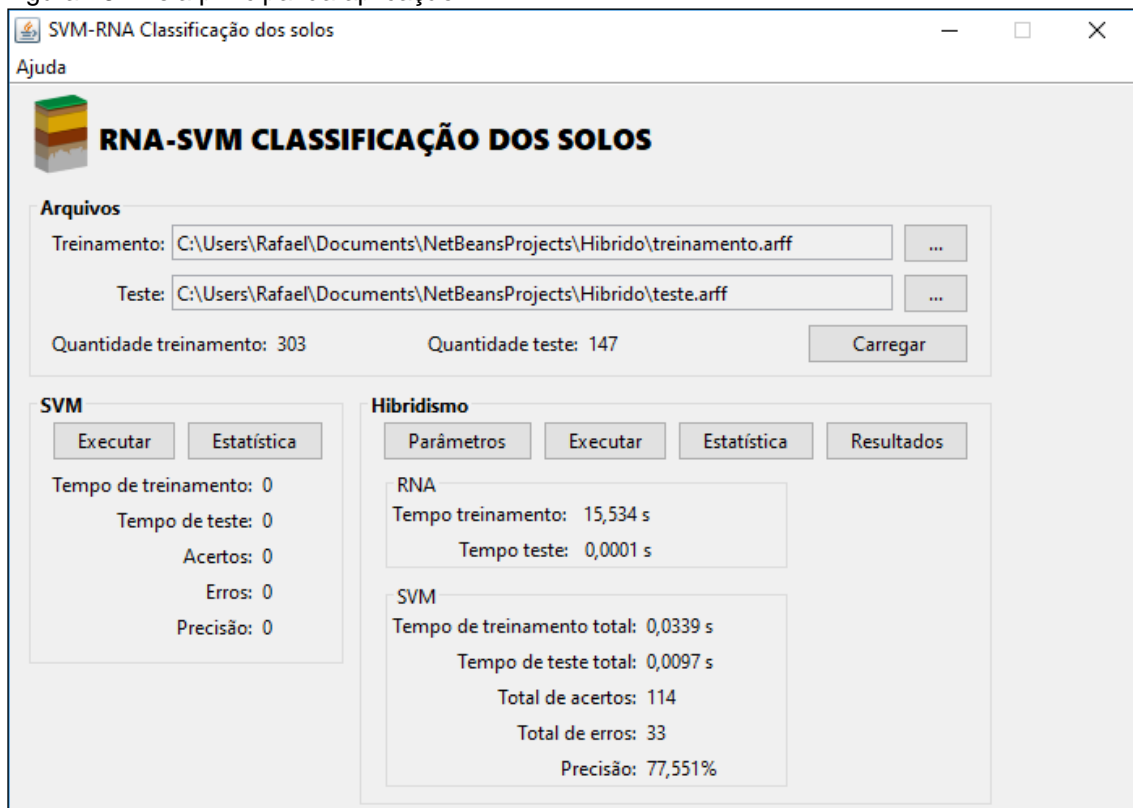 SVM-RNA Classificação dos solos
Ajuda
RNA-SVM CLASSIFICAÇÃO DOS SOLOS
Arquivos
Treinamento: C:\Users\Rafael\Documents\NetBeansProjects\Hibrido\treinamento.arff ...
Teste: C:\Users\Rafael\Documents\NetBeansProjects\Hibrido\teste.arff ...
Quantidade treinamento: 303 Quantidade teste: 147 Carregar
SVM
Executar Estatística
Tempo de treinamento: 0
Tempo de teste: 0
Acertos: 0
Erros: 0
Precisão: 0
Hibridismo
Parâmetros Executar Estatística Resultados
RNA
Tempo treinamento: 15,534 s
Tempo teste: 0,0001 s
SVM
Tempo de treinamento total: 0,0339 s
Tempo de teste total: 0,0097 s
Total de acertos: 114
Total de erros: 33
Precisão: 77,551%